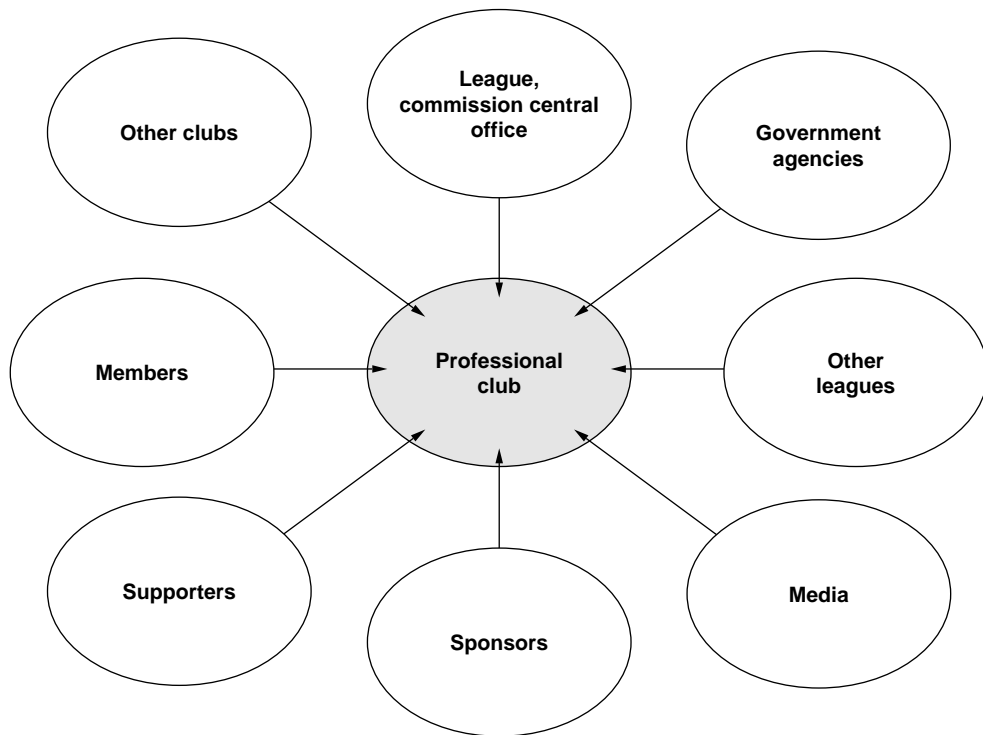 League,
commission central
office
Other clubs
Government
agencies
Members
Professional
club
Other
leagues
Supporters
Sponsors
Media